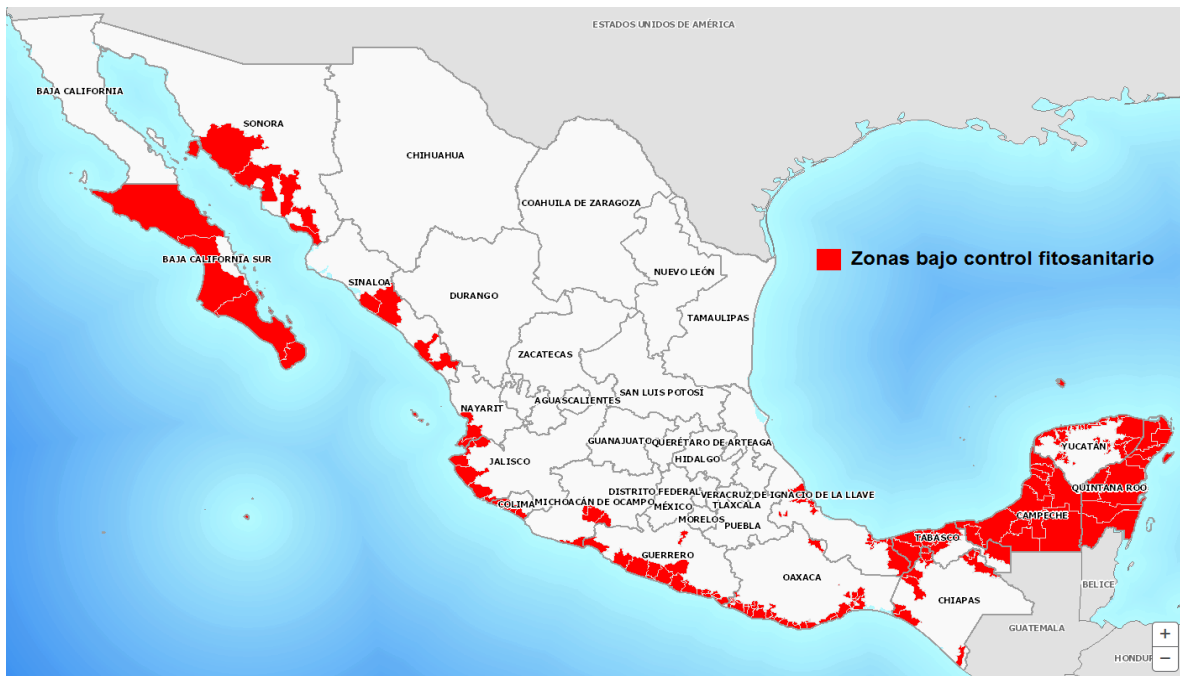 ESTADOS UNIDOS DE AMÉRICA
BAJA CALIFORNIA
SONORA
CHIHUAHUA
COAHUILA DE ZARAGOZA
BAJA CALIFORNIA SUR
Zonas bajo control fitosanitario
NUEVO LEÓN
SINALOA
DURANGO
TAMAULIPAS
ZACATECAS
SAN LUIS POTOSÍ
AGUASCALIENTES
NAYARIT
GUANAJUATO
QUERÉTARO DE ARTEAGA
YUCATÁN
HIDALGO
JALISCO
QUINTANA ROO
DISTRITO FEDERAL
VERACRUZ DE IGNACIO DE LA LLAVE
MICHOACÁN DE OCAMPO
COLIMA
MÉXICO
TLAXCALA
CAMPECHE
MORELOS
PUEBLA
TABASCO
GUERRERO
OAXACA
BELICE
CHIAPAS
GUATEMALA
+
−
HONDUR